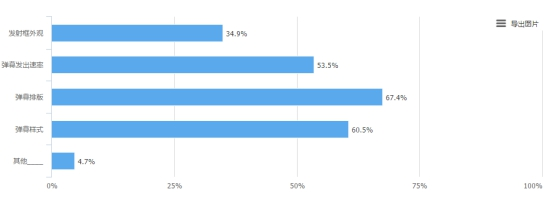 导出图片
发射框外观
34.9%
弹幕发出速率
53.5%
弹幕排版
67.4%
弹幕样式
60.5%
其他____
4.7%
0%
25%
50%
75%
100%